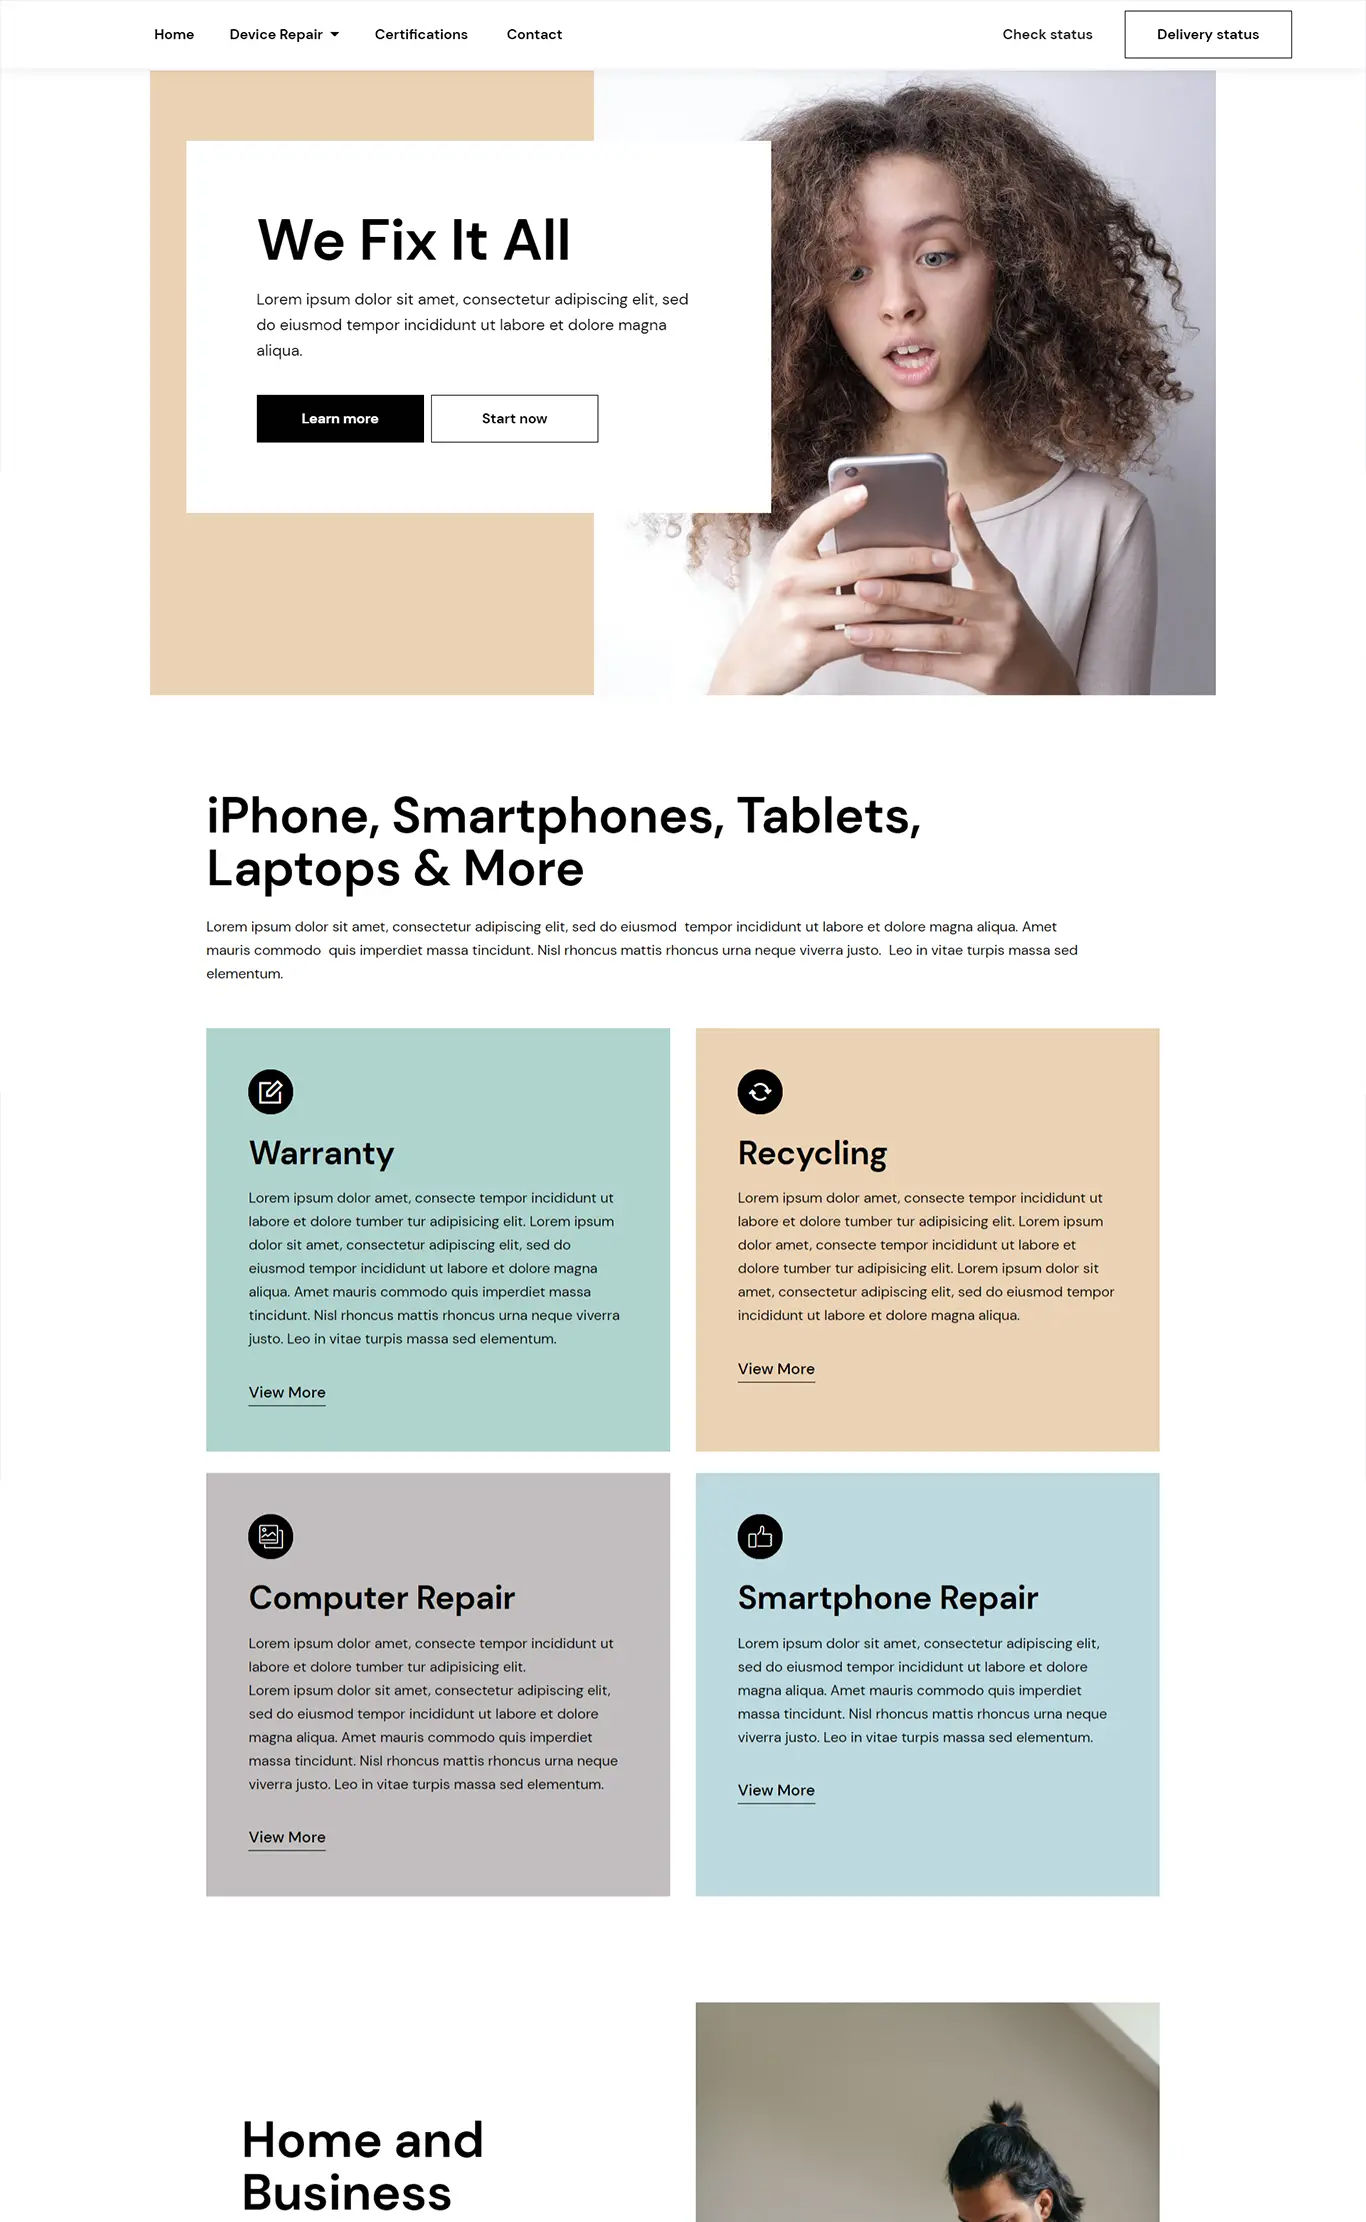 Home Device Repair Certifications Contact Check status Delivery status
We Fix It All
Lorem ipsum dolor sit amet, consectetur adipiscing elit, sed
do eiusmod tempor incididunt ut labore et dolore magna
aliqua.
Learn more Start now
iPhone, Smartphones, Tablets,
Laptops & More
Lorem ipsum dolor sit amet, consectetur adipiscing elit, sed do eiusmod tempor incididunt ut labore et dolore magna aliqua. Amet
mauris commodo quis imperdiet massa tincidunt. Nisl rhoncus mattis rhoncus urna neque viverra justo. Leo in vitae turpis massa sed
elementum.
Warranty
Lorem ipsum dolor amet, consecte tempor incididunt ut
labore et dolore tumber tur adipisicing elit. Lorem ipsum
dolor sit amet, consectetur adipiscing elit, sed do
eiusmod tempor incididunt ut labore et dolore magna
aliqua. Amet mauris commodo quis imperdiet massa
tincidunt. Nisl rhoncus mattis rhoncus urna neque viverra
justo. Leo in vitae turpis massa sed elementum.
View More
Recycling
Lorem ipsum dolor amet, consecte tempor incididunt ut
labore et dolore tumber tur adipisicing elit. Lorem ipsum
dolor amet, consecte tempor incididunt ut labore et
dolore tumber tur adipisicing elit. Lorem ipsum dolor sit
amet, consectetur adipiscing elit, sed do eiusmod tempor
incididunt ut labore et dolore magna aliqua.
View More
Computer Repair
Lorem ipsum dolor amet, consecte tempor incididunt ut
labore et dolore tumber tur adipisicing elit.
Lorem ipsum dolor sit amet, consectetur adipiscing elit,
sed do eiusmod tempor incididunt ut labore et dolore
magna aliqua. Amet mauris commodo quis imperdiet
massa tincidunt. Nisl rhoncus mattis rhoncus urna neque
viverra justo. Leo in vitae turpis massa sed elementum.
View More
Smartphone Repair
Lorem ipsum dolor sit amet, consectetur adipiscing elit,
sed do eiusmod tempor incididunt ut labore et dolore
magna aliqua. Amet mauris commodo quis imperdiet
massa tincidunt. Nisl rhoncus mattis rhoncus urna neque
viverra justo. Leo in vitae turpis massa sed elementum.
View More
Home and
Business